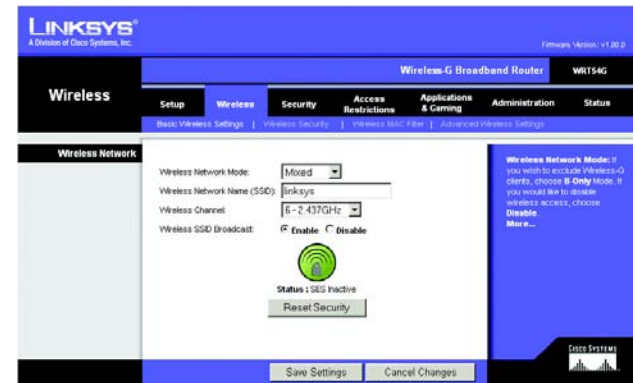 LINKSYS®
A Division of Cisco Systems, Inc.
Firmware Version: v1.00.0
Wireless-G Broadband Router WRT54G
Wireless
Setup Wireless Security Access Restrictions Applications & Gaming Administration Status
Basic Wireless Settings | Wireless Security | Wireless MAC Filter | Advanced Wireless Settings
Wireless Network
Wireless Network Mode: Mixed
Wireless Network Name (SSID): linksys
Wireless Channel: 6 - 2.437GHz
Wireless SSID Broadcast: Enable Disable
Status : SES Inactive
Reset Security
Wireless Network Mode: If
you wish to exclude Wireless-G
clients, choose B-Only Mode. If
you would like to disable
wireless access, choose
Disable.
More...
Save Settings Cancel Changes
CISCO SYSTEMS